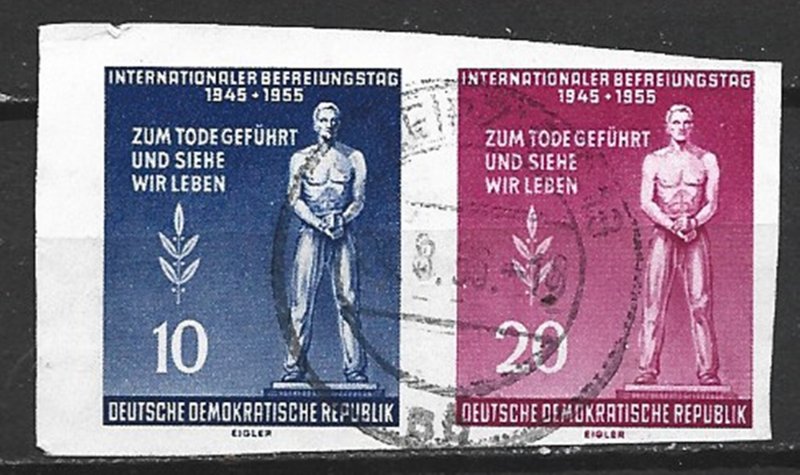 INTERNATIONALER BEFREIUNGSTAG
1945 + 1955
ZUM TODE GEFÜHRT
UND SIEHE
WIR LEBEN
10
DEUTSCHE DEMOKRATISCHE REPUBLIK
EIGLER
INTERNATIONALER BEFREIUNGSTAG
1945 + 1955
ZUM TODE GEFÜHRT
UND SIEHE
WIR LEBEN
20
DEUTSCHE DEMOKRATISCHE REPUBLIK
EIGLER